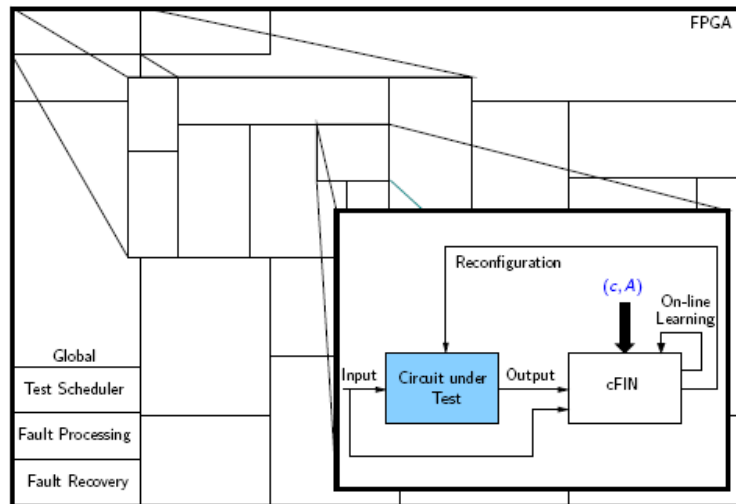 FPGA
Reconfiguration
(c, A)
On-line
Learning
Input
Circuit under
Test
Output
cFIN
Global
Test Scheduler
Fault Processing
Fault Recovery